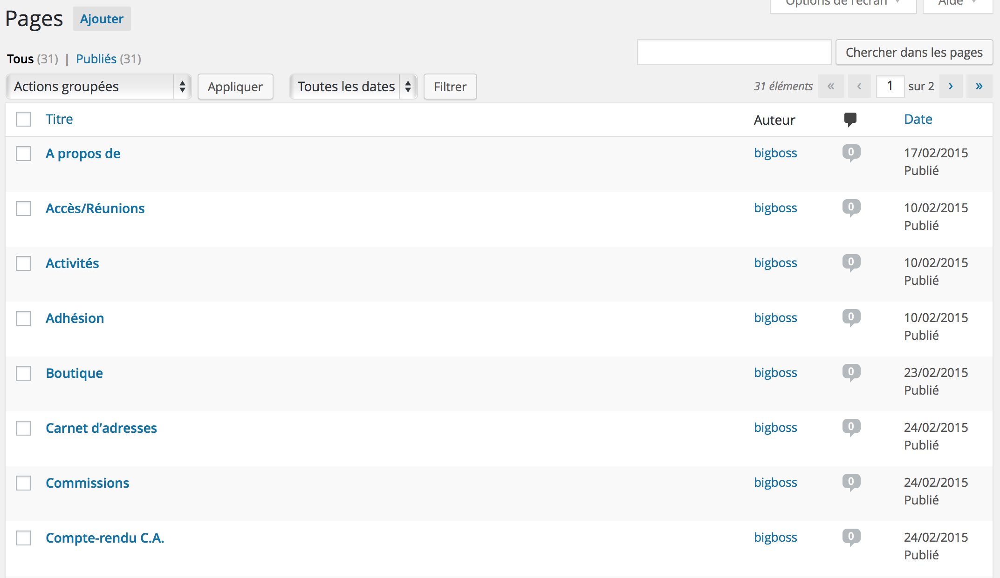 Options de l'écran ▼ Aide ▼
Pages Ajouter
Chercher dans les pages
Tous (31) | Publiés (31)
Actions groupées Appliquer Toutes les dates Filtrer 31 éléments « ‹ 1 sur 2 › »
Titre Auteur Date
A propos de bigboss 0 17/02/2015
Publié
Accès/Réunions bigboss 0 10/02/2015
Publié
Activités bigboss 0 10/02/2015
Publié
Adhésion bigboss 0 10/02/2015
Publié
Boutique bigboss 0 23/02/2015
Publié
Carnet d’adresses bigboss 0 24/02/2015
Publié
Commissions bigboss 0 24/02/2015
Publié
Compte-rendu C.A. bigboss 0 24/02/2015
Publié